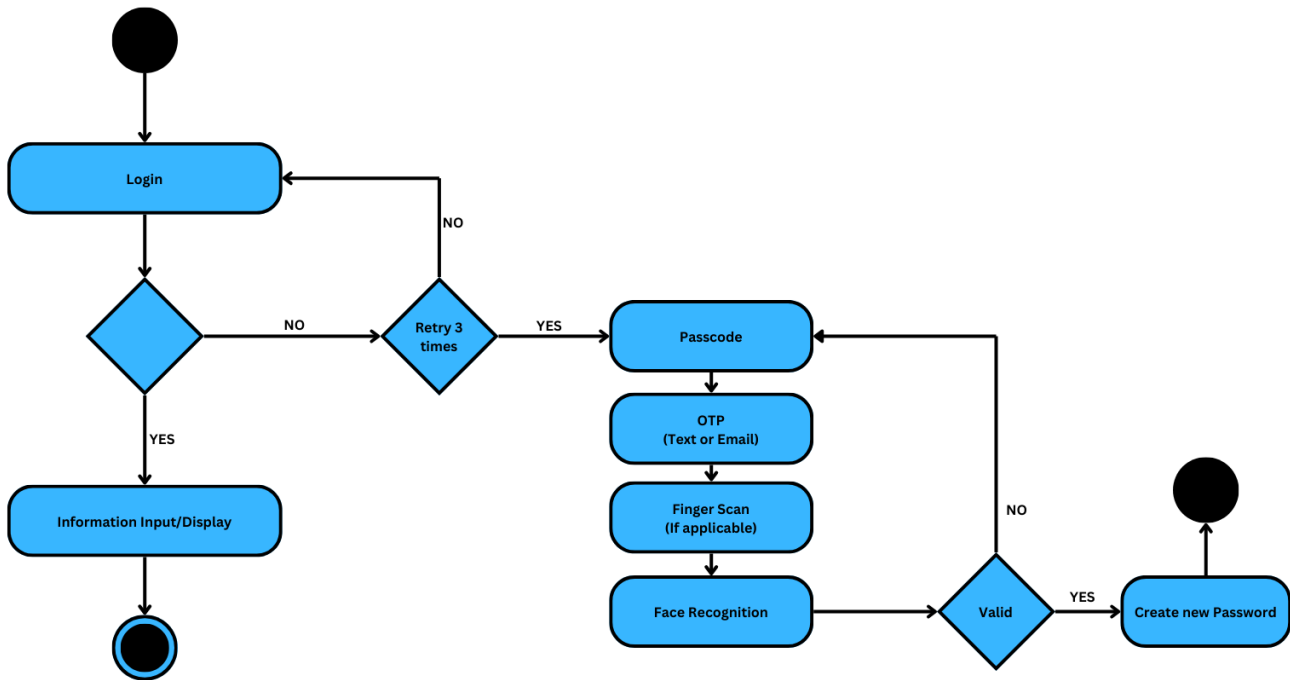 Login
NO
NO
Retry 3
times
YES
Passcode
OTP
(Text or Email)
YES
Finger Scan
(If applicable)
NO
Information Input/Display
Face Recognition
Valid
YES
Create new Password